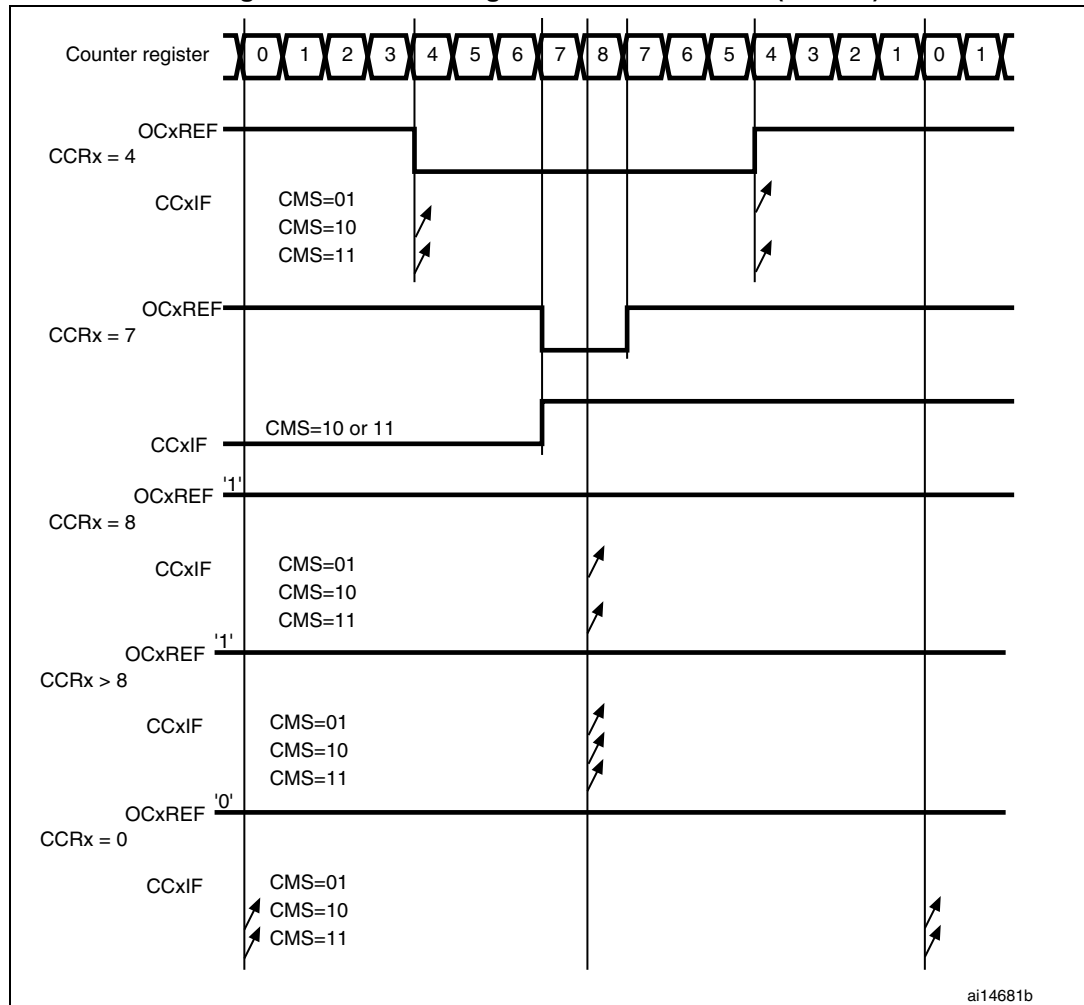 Counter register 0 1 2 3 4 5 6 7 8 7 6 5 4 3 2 1 0 1
OCxREF
CCRx = 4
CCxIF
CMS=01
CMS=10
CMS=11
OCxREF
CCRx = 7
CMS=10 or 11
CCxIF
OCxREF '1'
CCRx = 8
CCxIF
CMS=01
CMS=10
CMS=11
OCxREF '1'
CCRx > 8
CCxIF
CMS=01
CMS=10
CMS=11
OCxREF '0'
CCRx = 0
CCxIF
CMS=01
CMS=10
CMS=11
ai14681b